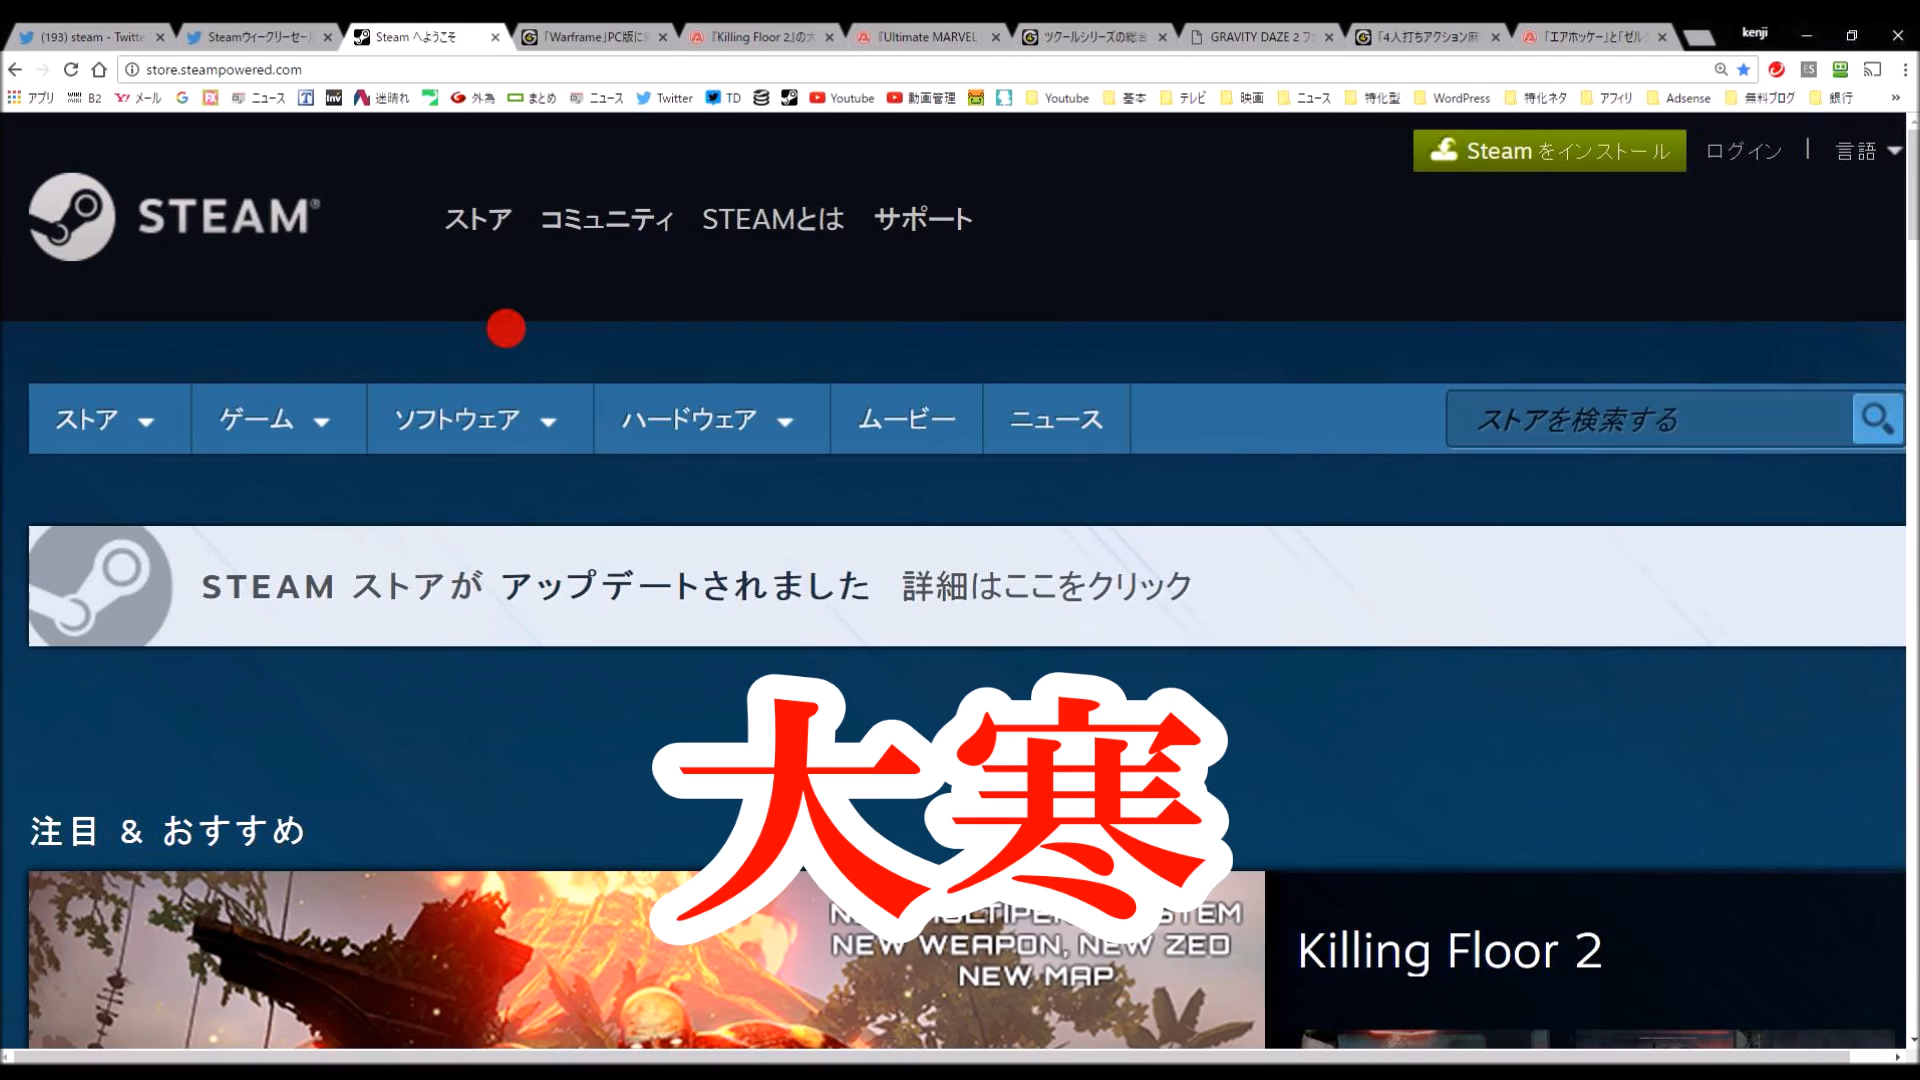 (193) steam - Twitte
Steamウィークリーセール
Steam へようこそ
「Warframe」PC版に
『Killing Floor 2』の大
『Ultimate MARVEL
ツクールシリーズの総合
GRAVITY DAZE 2 フ
「4人打ちアクション麻
「エアホッケー」と「ゼル
kenji
store.steampowered.com
アプリ B2 メール ニュース 迷晴れ 外為 まとめ ニュース Twitter TD Youtube 動画管理 Youtube 基本 テレビ 映画 ニュース 特化型 WordPress 特化ネタ アフィリ Adsense 無料ブログ 銀行 »
Steamをインストール ログイン | 言語
STEAM® ストア コミュニティ STEAMとは サポート
ストア ゲーム ソフトウェア ハードウェア ムービー ニュース ストアを検索する
STEAM ストアが アップデートされました 詳細はここをクリック
大寒
注目 & おすすめ
NEW WEAPON, NEW ZED
NEW MAP
Killing Floor 2